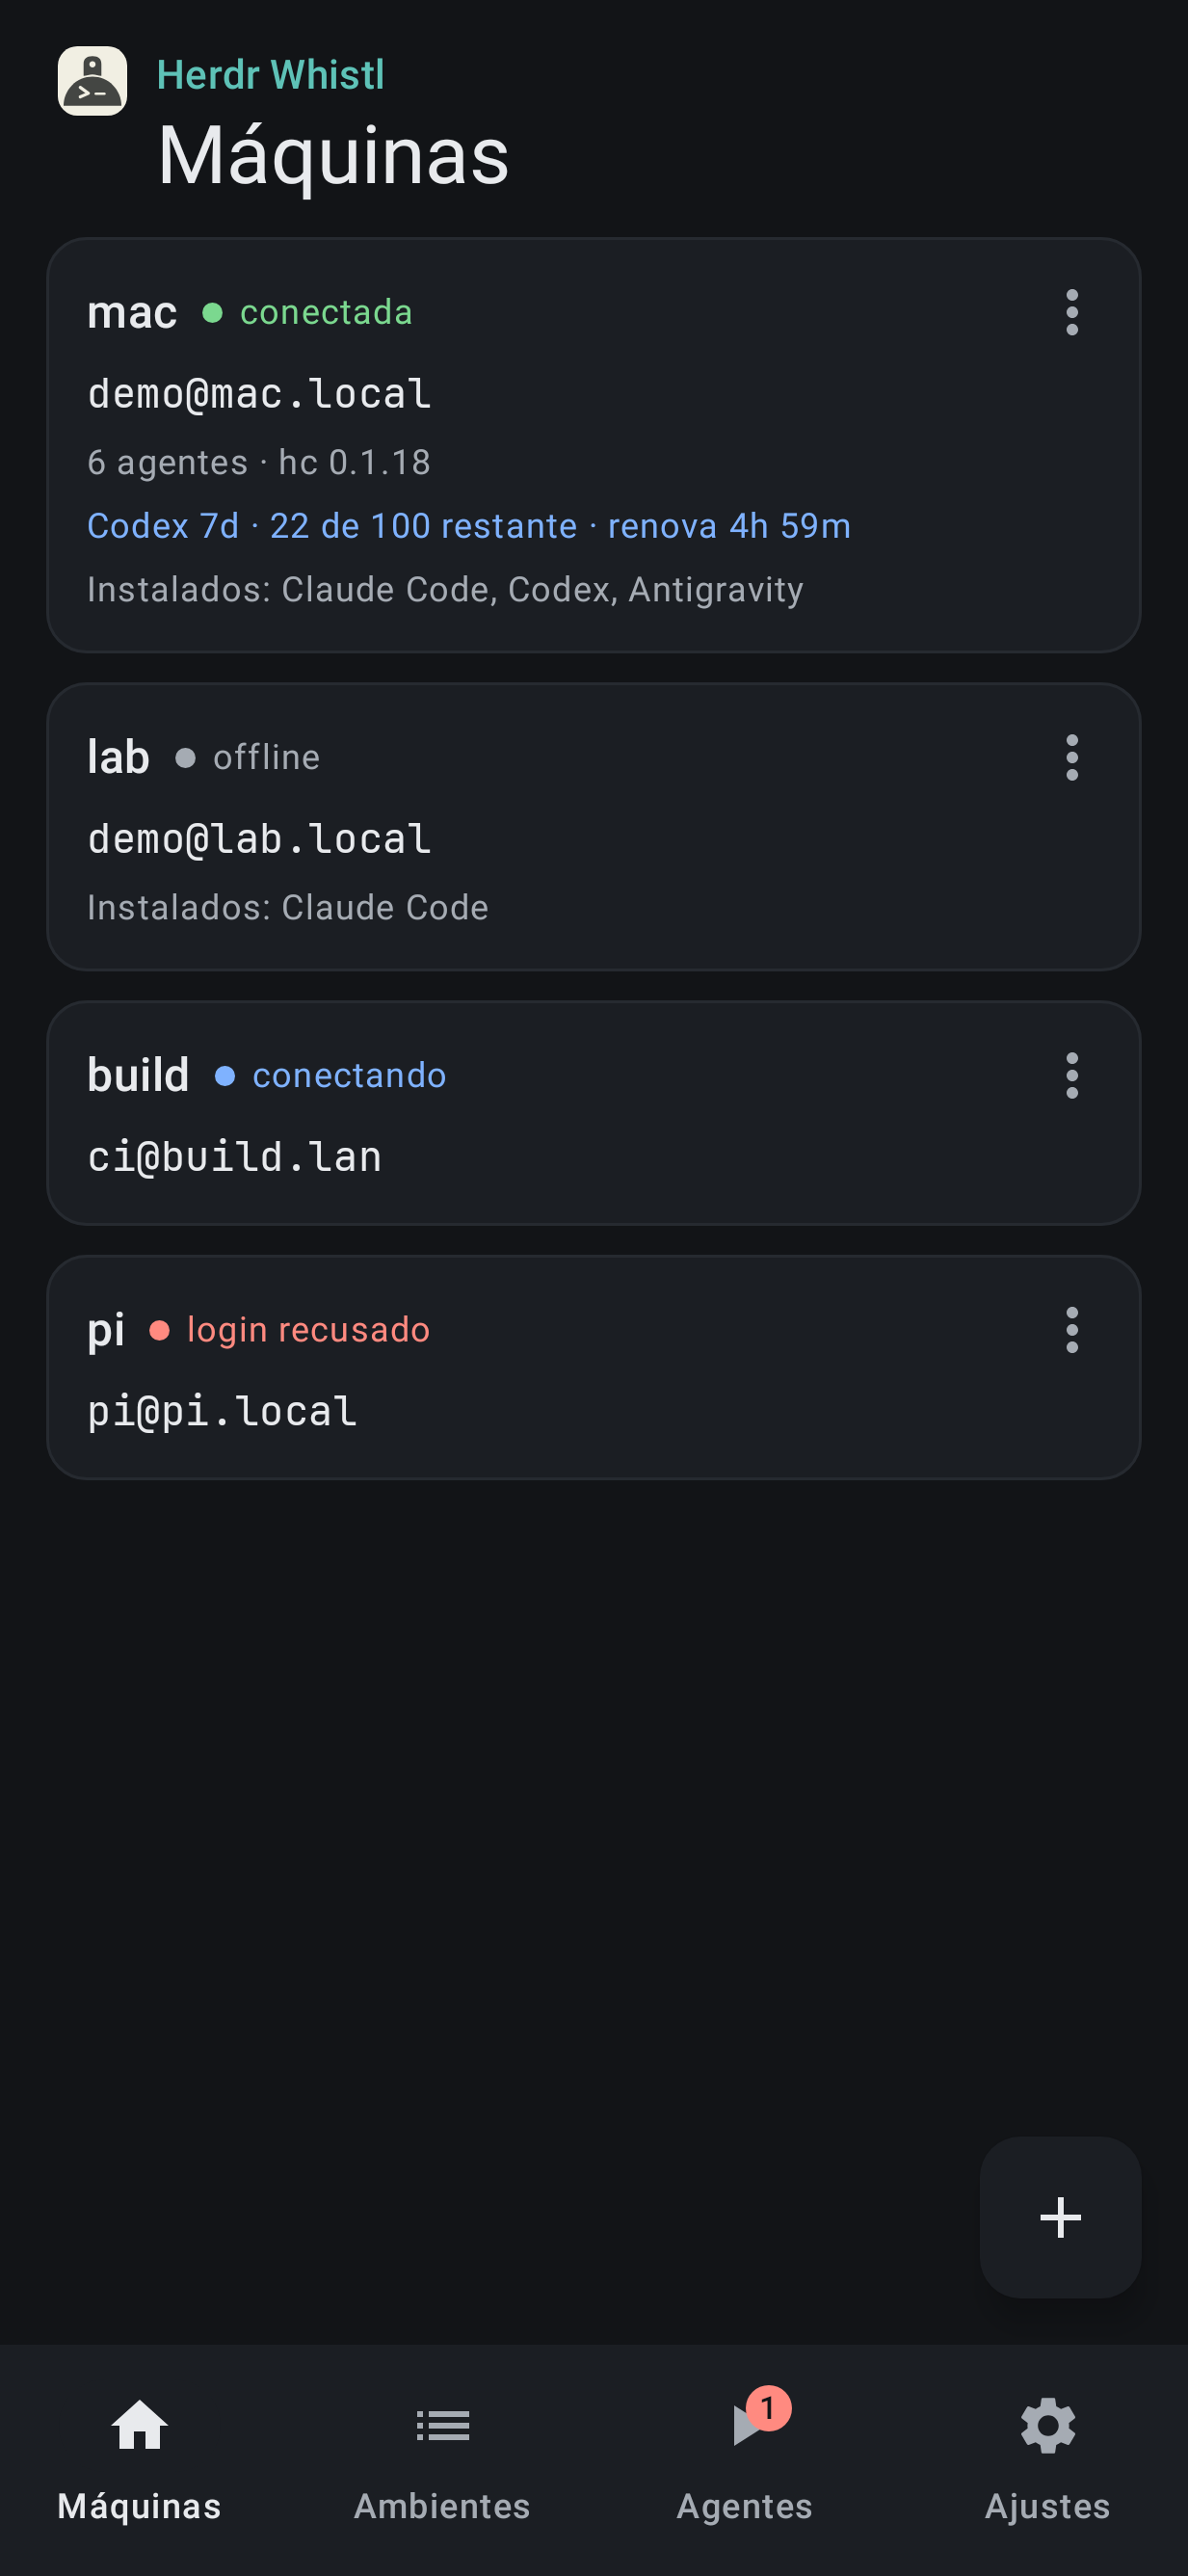 Herdr Whistl
Máquinas
mac conectada
demo@mac.local
6 agentes · hc 0.1.18
Codex 7d · 22 de 100 restante · renova 4h 59m
Instalados: Claude Code, Codex, Antigravity
lab offline
demo@lab.local
Instalados: Claude Code
build conectando
ci@build.lan
pi login recusado
pi@pi.local
1
Máquinas Ambientes Agentes Ajustes